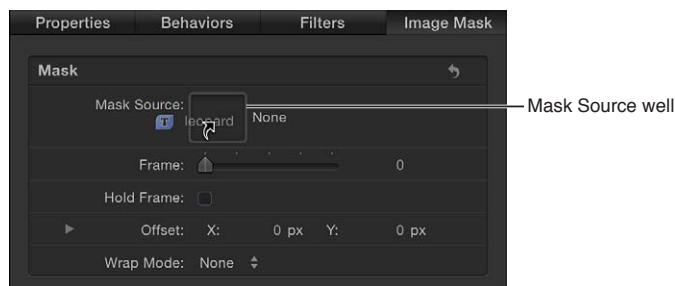 Properties Behaviors Filters Image Mask
Mask
Mask Source: None
T leopard
Mask Source well
Frame: 0
Hold Frame:
Offset: X: 0 px Y: 0 px
Wrap Mode: None